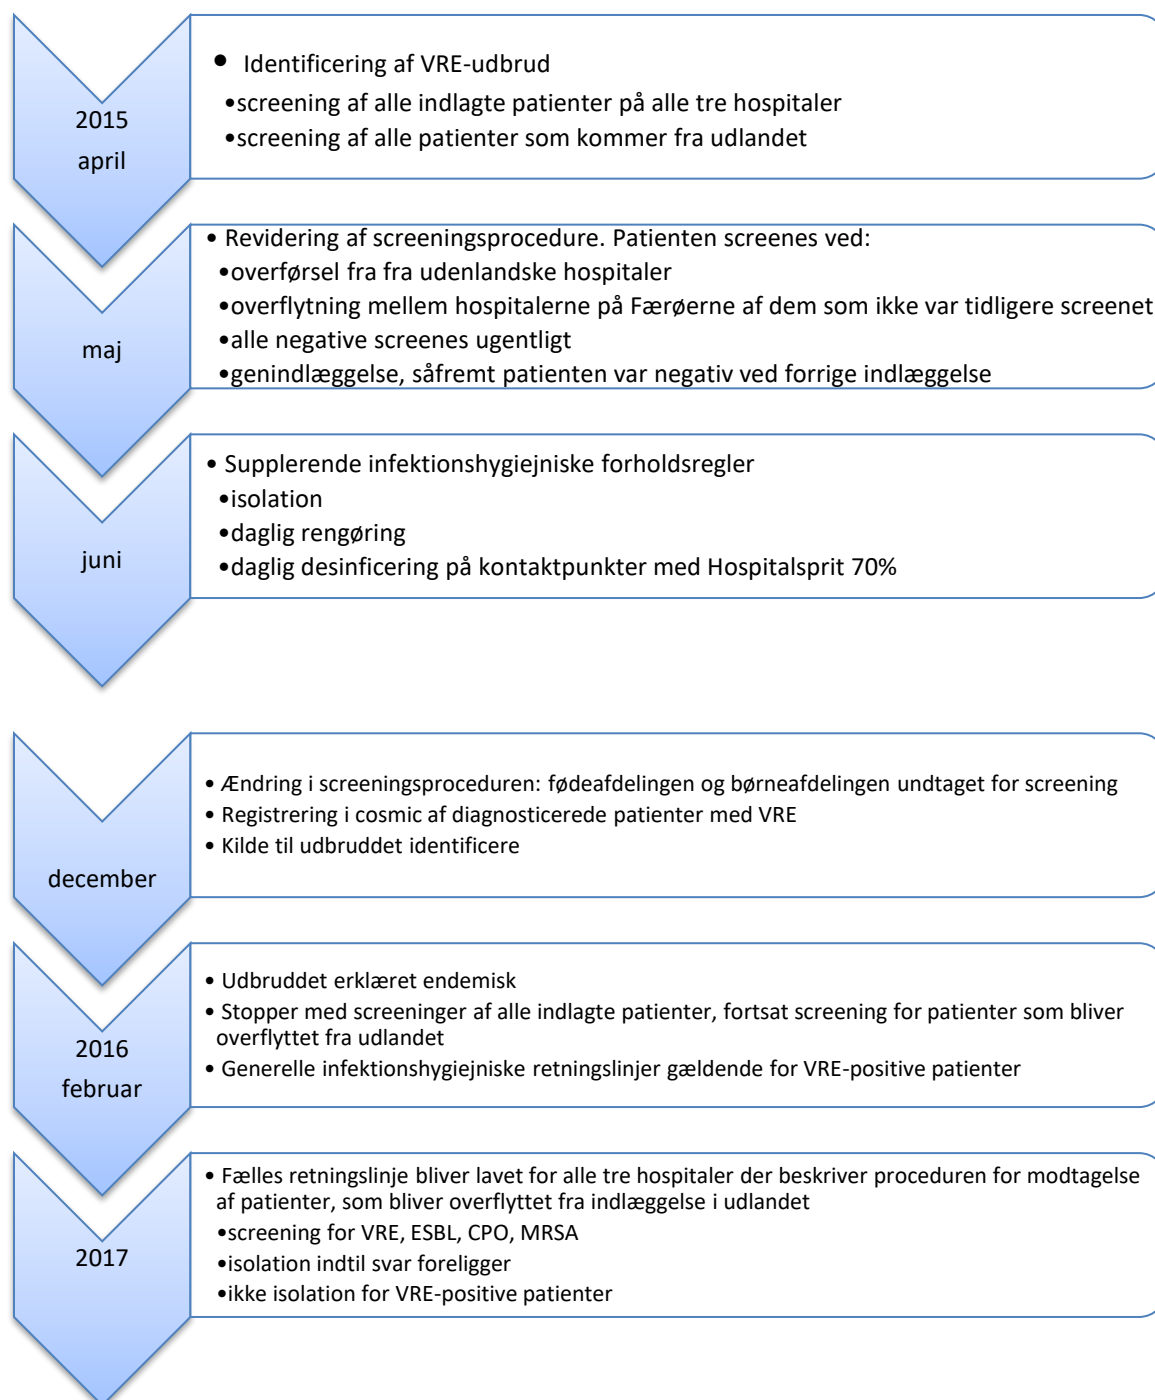 2015
april
• Identificering af VRE-udbrud
•screening af alle indlagte patienter på alle tre hospitaler
•screening af alle patienter som kommer fra udlandet
maj
• Revidering af screeningsprocedure. Patienten screenes ved:
•overførsel fra fra udenlandske hospitaler
•overflytning mellem hospitalerne på Færøerne af dem som ikke var tidligere screenet
•alle negative screenes ugentligt
•genindlæggelse, såfremt patienten var negativ ved forrige indlæggelse
juni
• Supplerende infektionshygiejniske forholdsregler
•isolation
•daglig rengøring
•daglig desinficering på kontaktpunkter med Hospitalsprit 70%
december
• Ændring i screeningsproceduren: fødeafdelingen og børneafdelingen undtaget for screening
• Registrering i cosmic af diagnosticerede patienter med VRE
• Kilde til udbruddet identificere
2016
februar
• Udbruddet erklæret endemisk
• Stopper med screeninger af alle indlagte patienter, fortsat screening for patienter som bliver
overflyttet fra udlandet
• Generelle infektionshygiejniske retningslinjer gældende for VRE-positive patienter
2017
• Fælles retningslinje bliver lavet for alle tre hospitaler der beskriver proceduren for modtagelse
af patienter, som bliver overflyttet fra indlæggelse i udlandet
•screening for VRE, ESBL, CPO, MRSA
•isolation indtil svar foreligger
•ikke isolation for VRE-positive patienter